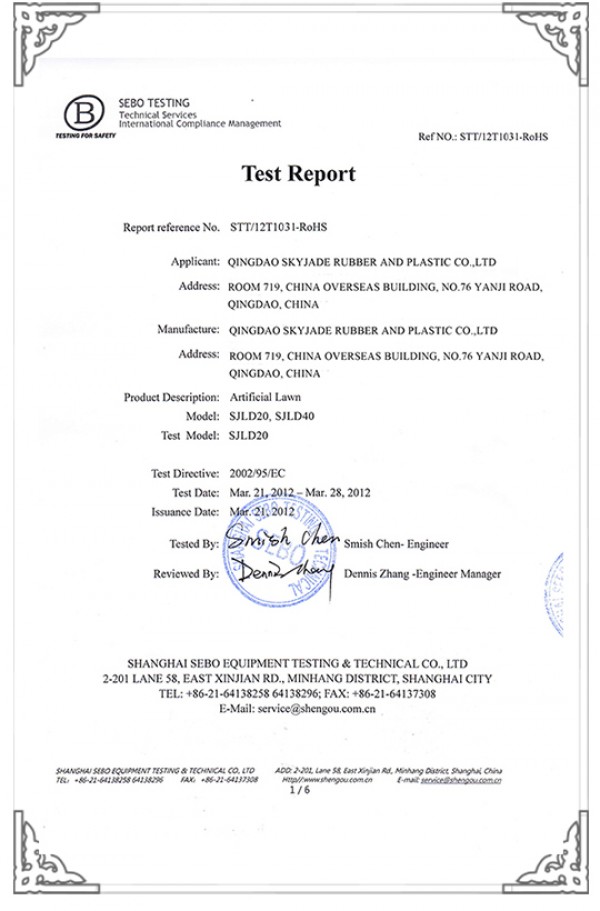 B
TESTING FOR SAFETY
SEBO TESTING
Technical Services
International Compliance Management
Ref NO.: STT/12T1031-RoHS
Test Report
Report reference No. STT/12T1031-RoHS
Applicant: QINGDAO SKYJADE RUBBER AND PLASTIC CO.,LTD
Address: ROOM 719, CHINA OVERSEAS BUILDING, NO.76 YANJI ROAD,
QINGDAO, CHINA
Manufacture: QINGDAO SKYJADE RUBBER AND PLASTIC CO.,LTD
Address: ROOM 719, CHINA OVERSEAS BUILDING, NO.76 YANJI ROAD,
QINGDAO, CHINA
Product Description: Artificial Lawn
Model: SJLD20, SJLD40
Test Model: SJLD20
Test Directive: 2002/95/EC
Test Date: Mar. 21, 2012 – Mar. 28, 2012
Issuance Date: Mar. 21, 2012
Tested By: Smish Chen Smish Chen- Engineer
Reviewed By: Dennis Zhang Dennis Zhang -Engineer Manager
SHANGHAI SEBO TESTING TECHNICAL
SEBO
SHANGHAI SEBO EQUIPMENT TESTING & TECHNICAL CO., LTD
2-201 LANE 58, EAST XINJIAN RD., MINHANG DISTRICT, SHANGHAI CITY
TEL: +86-21-64138258 64138296; FAX: +86-21-64137308
E-Mail: service@shengou.com.cn
SHANGHAI SEBO EQUIPMENT TESTING & TECHNICAL CO, LTD ADD: 2-201, Lane 58, East Xinjian Rd., Minhang District, Shanghai, China
TEL: +86-21-64138258 64138296 FAX: +86-21-64137308 Http//www.shengou.com.cn E-mail: service@shengou.com.cn
1 / 6